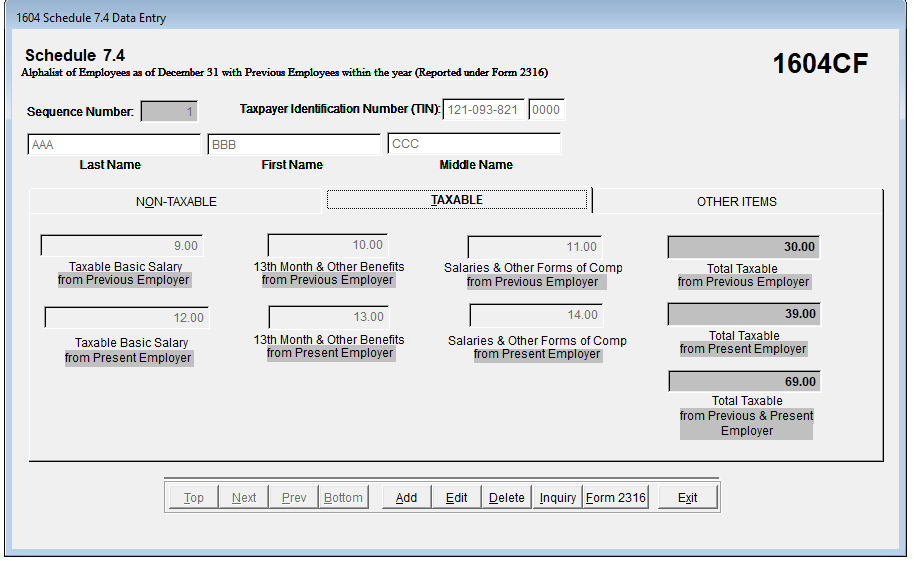 1604 Schedule 7.4 Data Entry
Schedule 7.4
1604CF
Alphalist of Employees as of December 31 with Previous Employees within the year (Reported under Form 2316)
Sequence Number: 1 Taxpayer Identification Number (TIN): 121-093-821 0000
AAA BBB CCC
Last Name First Name Middle Name
NON-TAXABLE TAXABLE OTHER ITEMS
9.00 10.00 11.00 30.00
Taxable Basic Salary 13th Month & Other Benefits Salaries & Other Forms of Comp Total Taxable
from Previous Employer from Previous Employer from Previous Employer from Previous Employer
12.00 13.00 14.00 39.00
Taxable Basic Salary 13th Month & Other Benefits Salaries & Other Forms of Comp Total Taxable
from Present Employer from Present Employer from Present Employer from Present Employer
69.00
Total Taxable
from Previous & Present
Employer
Top Next Prev Bottom Add Edit Delete Inquiry Form 2316 Exit